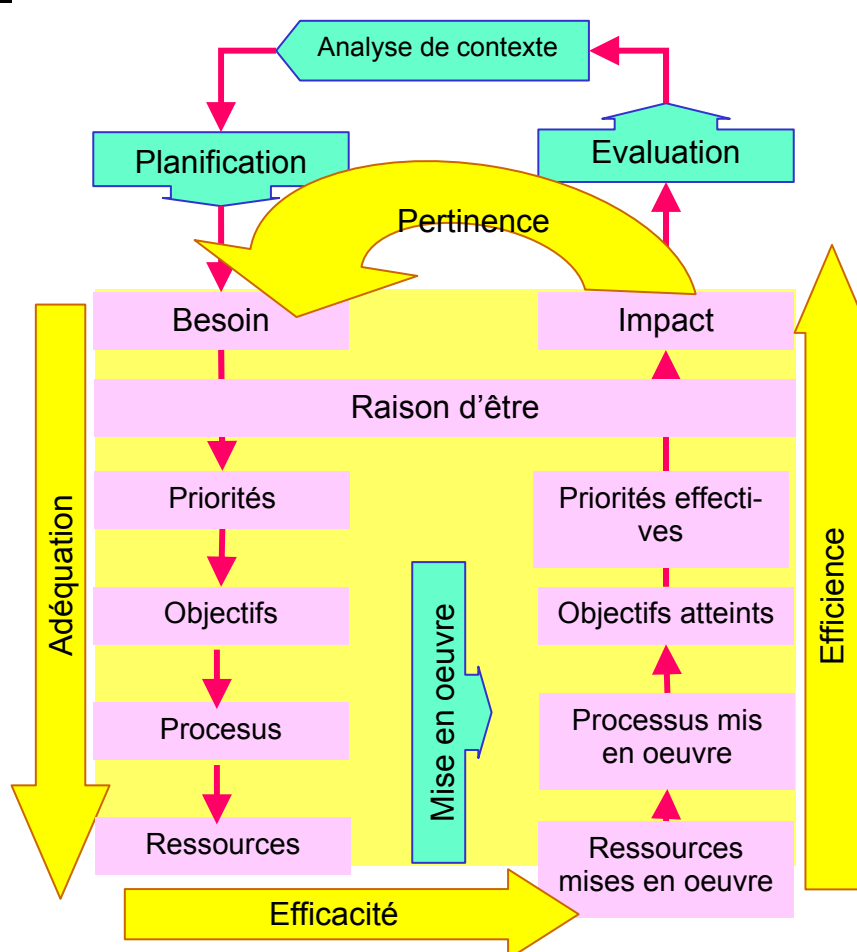 Analyse de contexte
Planification
Evaluation
Pertinence
Besoin
Impact
Raison d'être
Priorités
Priorités effecti-
ves
Adéquation
Objectifs
Mise en oeuvre
Objectifs atteints
Efficience
Procesus
Processus mis
en oeuvre
Ressources
Ressources
mises en oeuvre
Efficacité